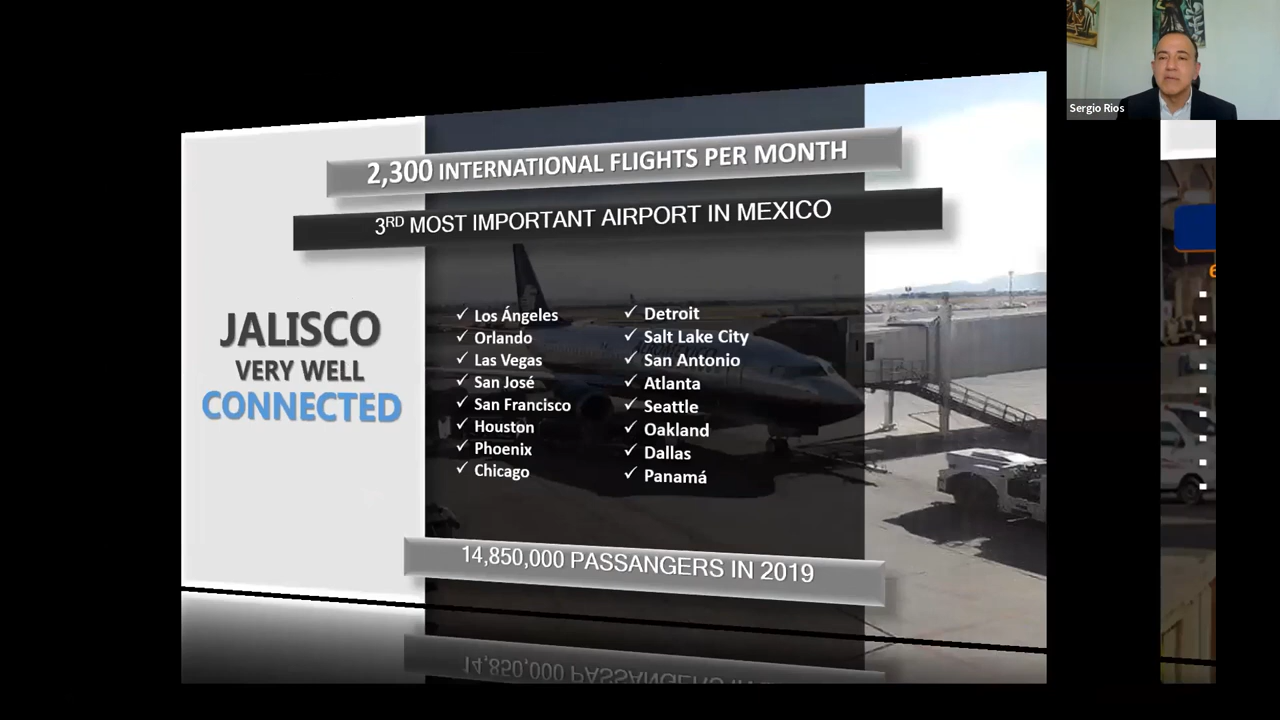 Sergio Rios
2,300 INTERNATIONAL FLIGHTS PER MONTH
3RD MOST IMPORTANT AIRPORT IN MEXICO
JALISCO
VERY WELL
CONNECTED
✓ Los Ángeles
✓ Orlando
✓ Las Vegas
✓ San José
✓ San Francisco
✓ Houston
✓ Phoenix
✓ Chicago
✓ Detroit
✓ Salt Lake City
✓ San Antonio
✓ Atlanta
✓ Seattle
✓ Oakland
✓ Dallas
✓ Panamá
14,850,000 PASSANGERS IN 2019